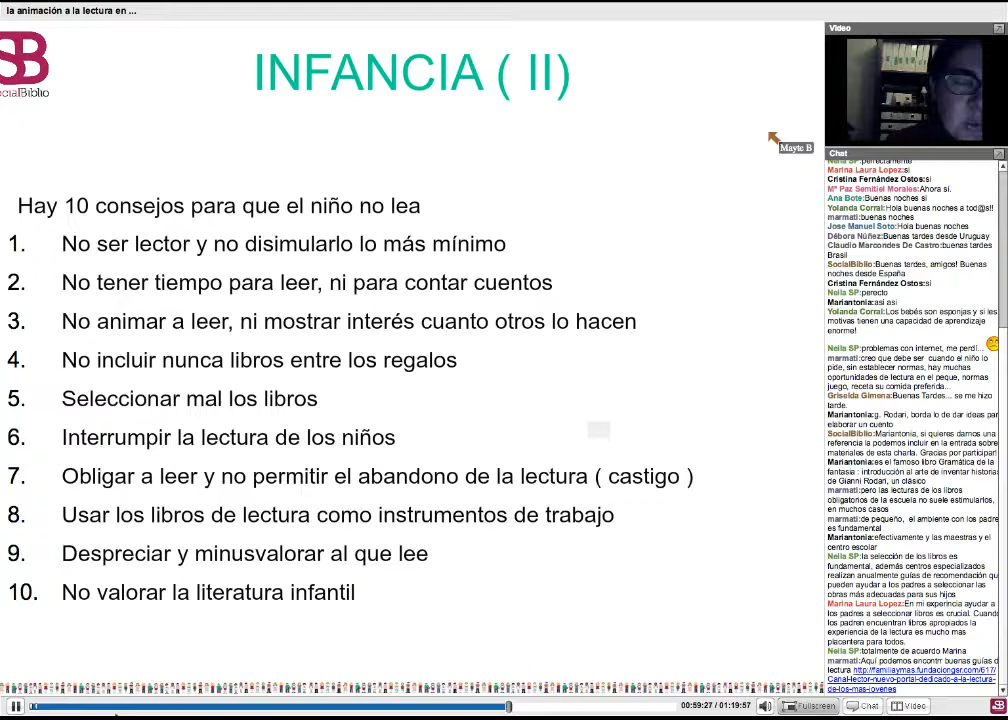 la animación a la lectura en ...
SB
ocialBiblio
INFANCIA ( II)
Mayte B
Hay 10 consejos para que el niño no lea
1. No ser lector y no disimularlo lo más mínimo
2. No tener tiempo para leer, ni para contar cuentos
3. No animar a leer, ni mostrar interés cuanto otros lo hacen
4. No incluir nunca libros entre los regalos
5. Seleccionar mal los libros
6. Interrumpir la lectura de los niños
7. Obligar a leer y no permitir el abandono de la lectura ( castigo )
8. Usar los libros de lectura como instrumentos de trabajo
9. Despreciar y minusvalorar al que lee
10. No valorar la literatura infantil
Video
Chat
Neila SP:perfectamente
Marina Laura Lopez:si
Cristina Fernández Ostos:si
Mª Paz Semitiel Morales:Ahora si.
Ana Bote:Buenas noches si
Yolanda Corral:Hola buenas noches a tod@s!!
marmati:buenas noches
Jose Manuel Soto:Hola buenas noches
Débora Núñez:Buenas tardes desde Uruguay
Claudio Marcondes De Castro:buenas tardes
Brasil
SocialBiblio:Buenas tardes, amigos! Buenas
noches desde España
Cristina Fernández Ostos:si
Neila SP:perecto
Mariantonia:asi asi
Yolanda Corral:Los bebés son esponjas y si les
motivas tienen una capacidad de aprendizaje
enorme!
Neila SP:problemas con internet, me perdí...
marmati:creo que debe ser cuando el niño lo
pide, sin establecer normas, hay muchas
oportunidades de lectura en el peque, normas
juego, receta su comida preferida...
Griselda Gimena:Buenas Tardes... se me hizo
tarde.
Mariantonia:g. Rodari, borda lo de dar ideas par
elaborar un cuento
SocialBiblio:Mariantonia, si quieres damos una
referencia la podemos incluir en la entrada sobre
materiales de esta charla. Gracias por participar!
Mariantonia:es el famoso libro Gramática de la
fantasia : introducción al arte de inventar historia
de Gianni Rodari, un clásico
marmati:pero las lecturas de los libros
obligatorios de la escuela no suele estimularlos,
en muchos casos
marmati:de pequeño, el ambiente con los padre
es fundamental
Mariantonia:efectivamente y las maestras y el
centro escolar
Neila SP:la selección de los libros es
fundamental, además centros especializados
realizan anualmente guías de recomendación qu
pueden ayudar a los padres a seleccionar las
obras más adecuadas para sus hijos
Marina Laura Lopez:En mi experincia ayudar a
los padres a seleccionar libros es crucial. Cuand
los padren encuentran libros apropiados la
experiencia de la lectura es mucho mas
placentera para todos.
Neila SP:totalmente de acuerdo Marina
marmati:Aquí podemos encontrr buenas guías d
lectura http://familiaymas.fundaciongsr.com/617/
Canal-lector-nuevo-portal-dedicado-a-la-lectura-
de-los-mas-jovenes
00:59:27 / 01:19:57
Fullscreen
Chat
Video
SB